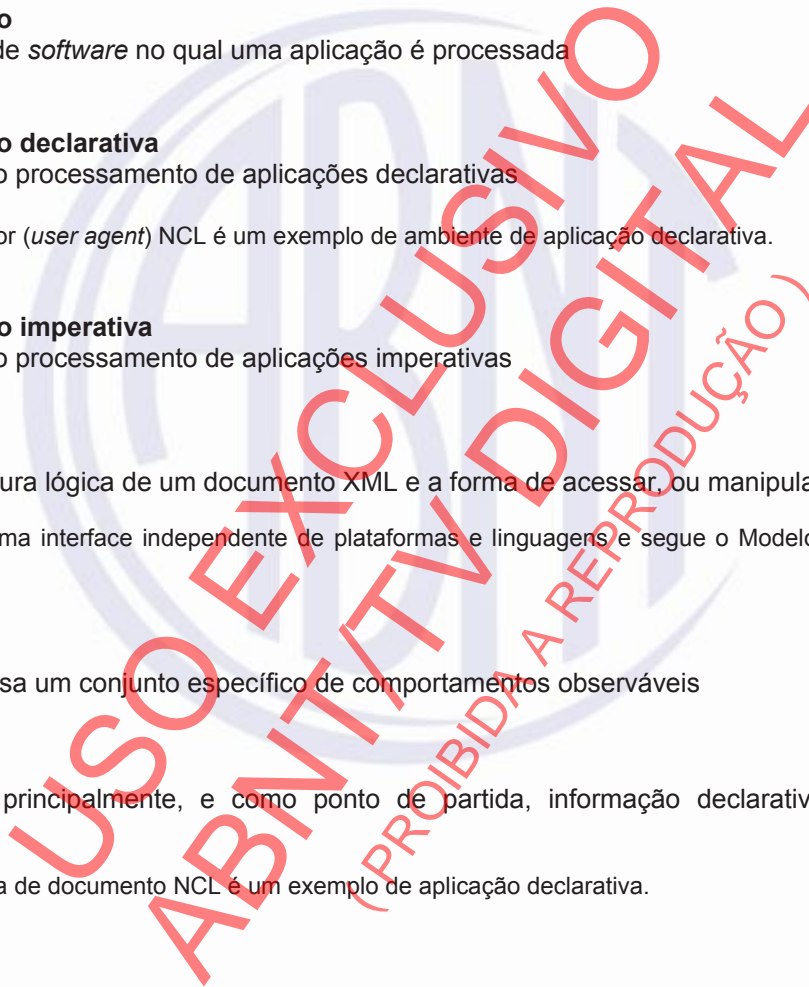 o
de software no qual uma aplicação é processada
o declarativa
o processamento de aplicações declarativas
or (user agent) NCL é um exemplo de ambiente de aplicação declarativa.
o imperativa
o processamento de aplicações imperativas
ura lógica de um documento XML e a forma de acessar, ou manipula
ma interface independente de plataformas e linguagens e segue o Modelo
sa um conjunto específico de comportamentos observáveis
principalmente, e como ponto de partida, informação declarativ
a de documento NCL é um exemplo de aplicação declarativa.
USO EXCLUSIVO
ABNT/TV DIGITAL
( PROIBIDA A REPRODUÇÃO )
ABNT